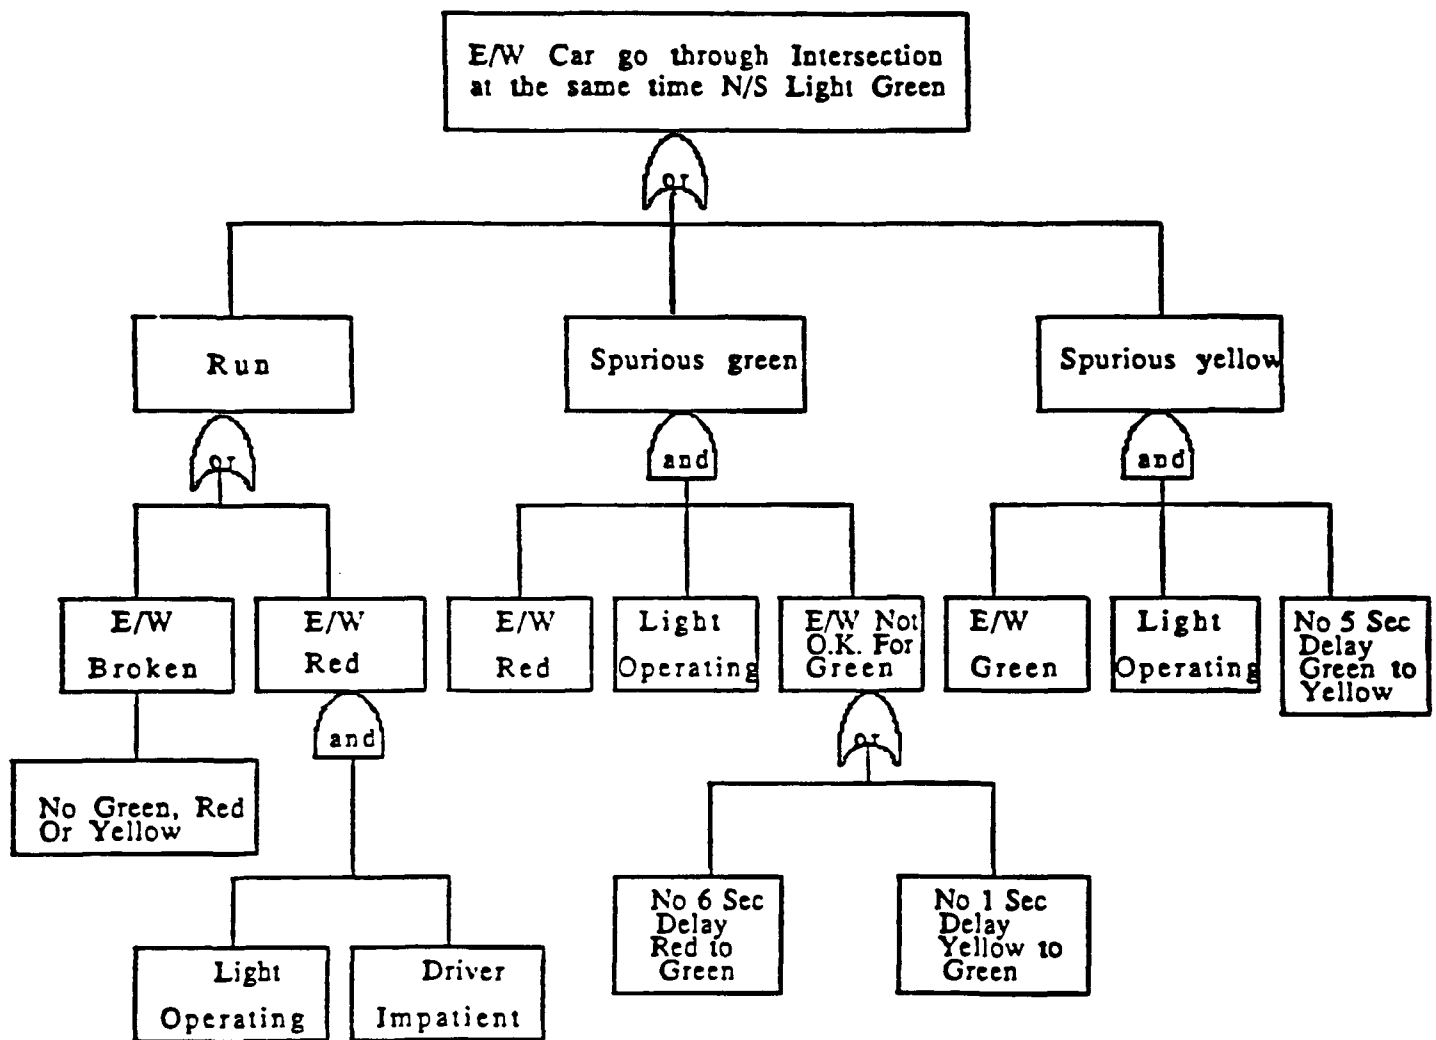 E/W Car go through Intersection
at the same time N/S Light Green
or
Run
Spurious green
Spurious yellow
or
and
and
E/W
Broken
E/W
Red
E/W
Red
Light
Operating
E/W Not
O.K. For
Green
E/W
Green
Light
Operating
No 5 Sec
Delay
Green to
Yellow
and
or
No Green, Red
Or Yellow
No 6 Sec
Delay
Red to
Green
No 1 Sec
Delay
Yellow to
Green
Light
Operating
Driver
Impatient